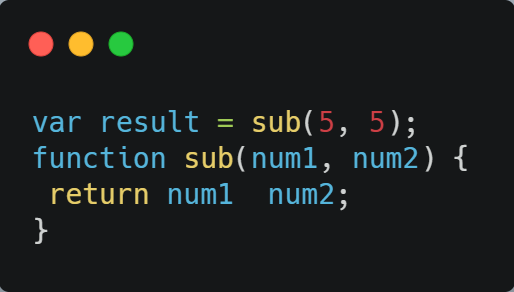 var result = sub(5, 5);
function sub(num1, num2) {
 return num1  num2;
}